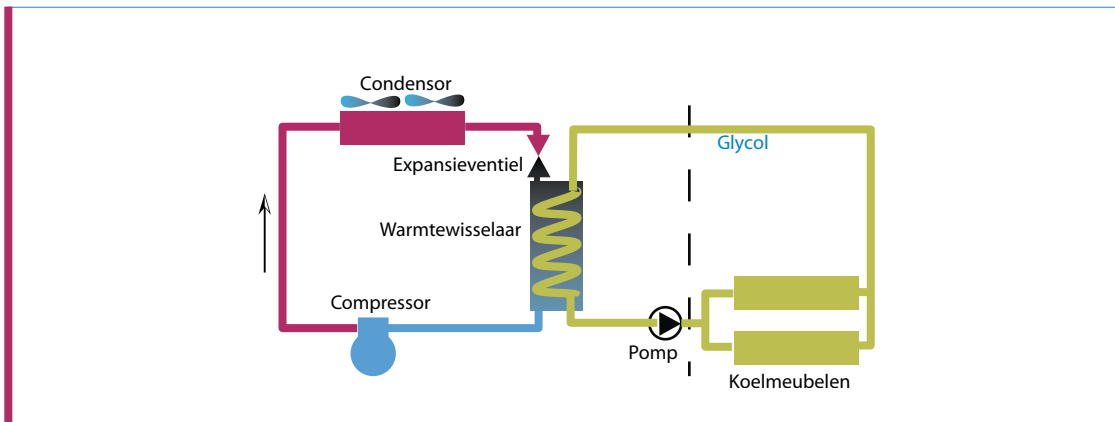 Condensor
Glycol
Expansieventiel
Warmtewisselaar
Compressor
Pomp
Koelmeubelen